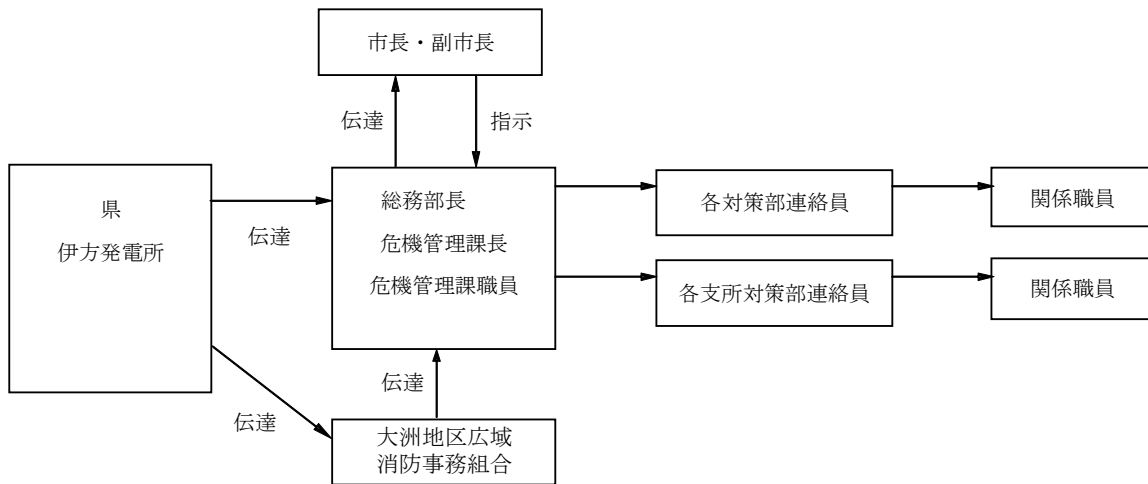 市長・副市長
伝達
指示
県
伊方発電所
伝達
総務部長
危機管理課長
危機管理課職員
各対策部連絡員
関係職員
各支所対策部連絡員
関係職員
伝達
伝達
大洲地区広域
消防事務組合